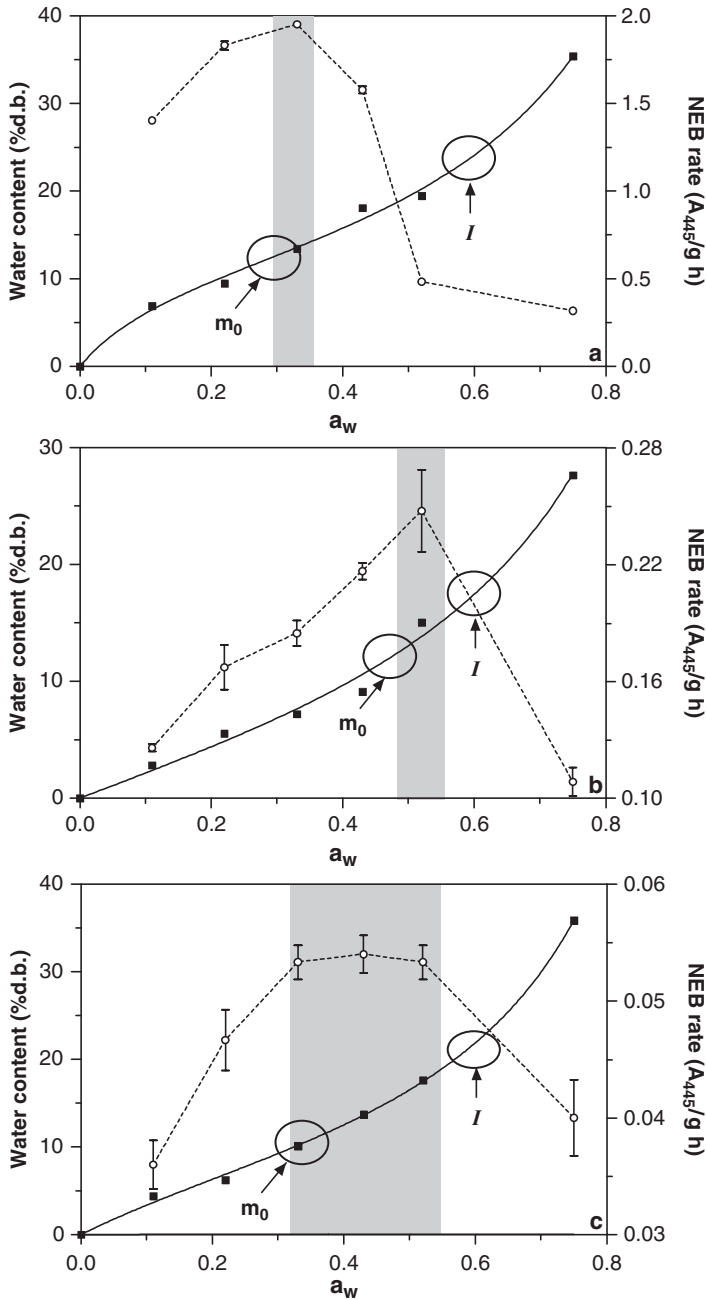 40
30
20
10
0
Water content (%d.b.)
2.0
1.5
1.0
0.5
0.0
NEB rate (A445/g h)
m0
I
a
0.0 0.2 0.4 0.6 0.8
aw
30
20
10
0
Water content (%d.b.)
0.28
0.22
0.16
0.10
NEB rate (A445/g h)
m0
I
b
0.0 0.2 0.4 0.6 0.8
aw
40
30
20
10
0
Water content (%d.b.)
0.06
0.05
0.04
0.03
NEB rate (A445/g h)
m0
I
c
0.0 0.2 0.4 0.6 0.8
aw